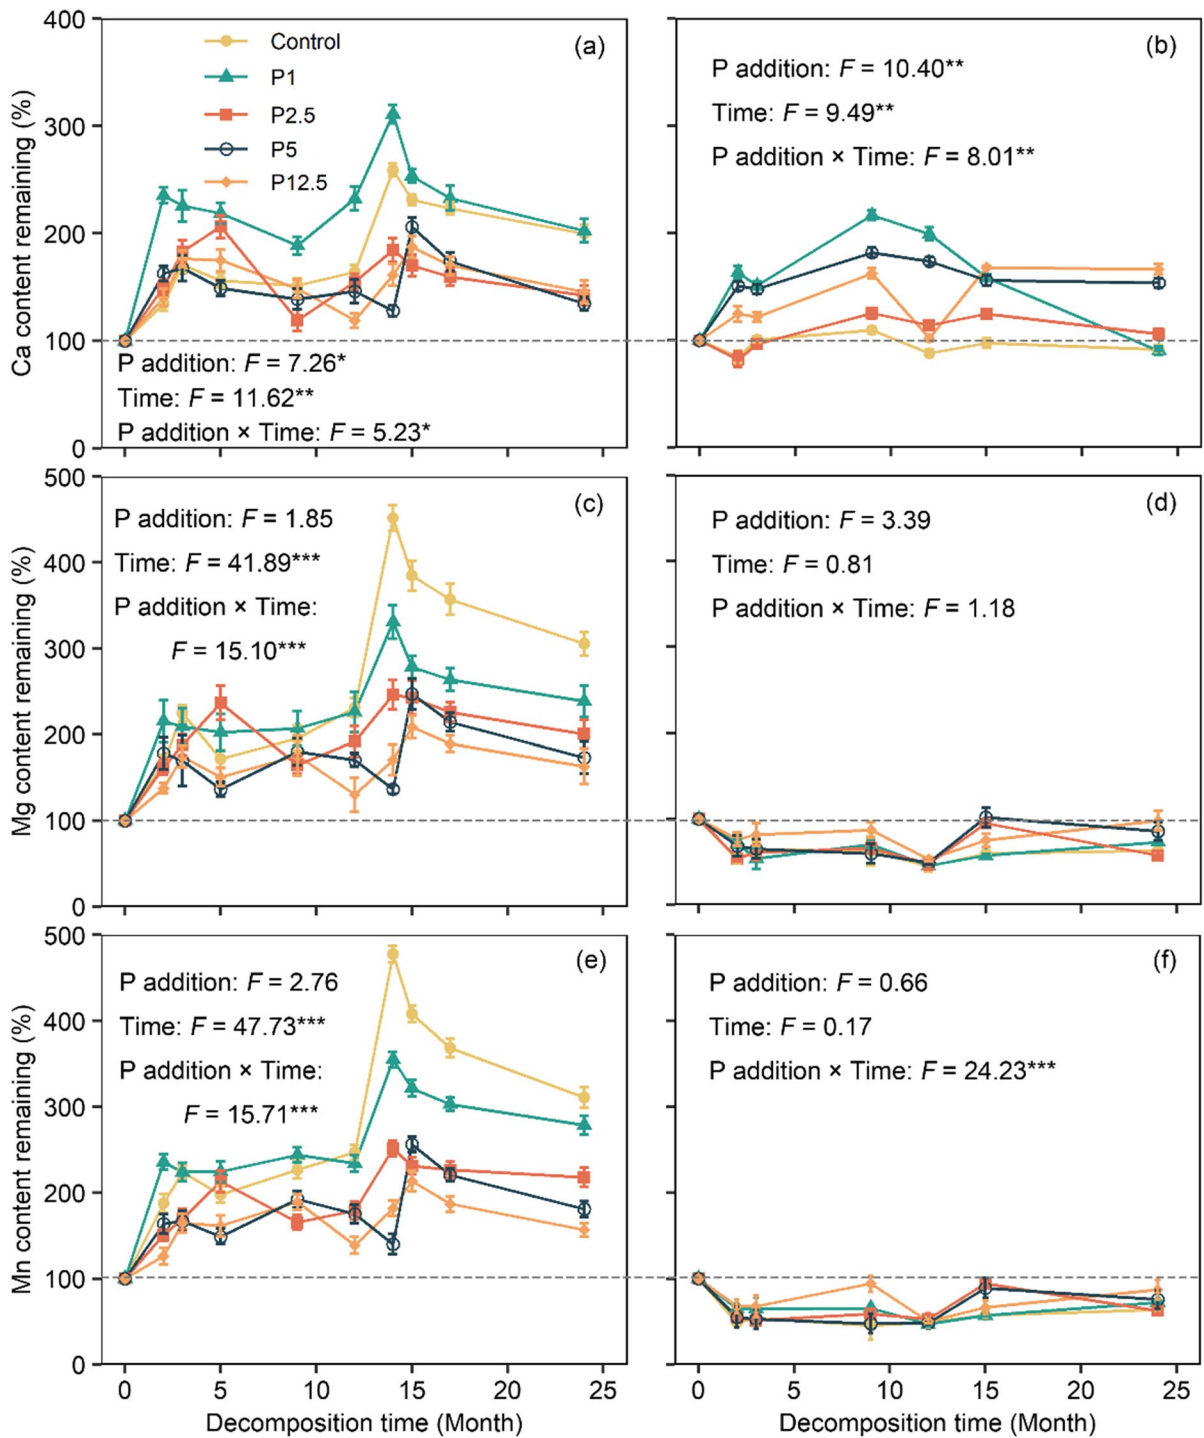 400
300
200
100
0
Ca content remaining (%)
Control
P1
P2.5
P5
P12.5
(a)
P addition: F = 7.26*
Time: F = 11.62**
P addition × Time: F = 5.23*
(b)
P addition: F = 10.40**
Time: F = 9.49**
P addition × Time: F = 8.01**
500
400
300
200
100
0
Mg content remaining (%)
(c)
P addition: F = 1.85
Time: F = 41.89***
P addition × Time:
F = 15.10***
(d)
P addition: F = 3.39
Time: F = 0.81
P addition × Time: F = 1.18
500
400
300
200
100
0
Mn content remaining (%)
(e)
P addition: F = 2.76
Time: F = 47.73***
P addition × Time:
F = 15.71***
(f)
P addition: F = 0.66
Time: F = 0.17
P addition × Time: F = 24.23***
0 5 10 15 20 25
Decomposition time (Month)
0 5 10 15 20 25
Decomposition time (Month)